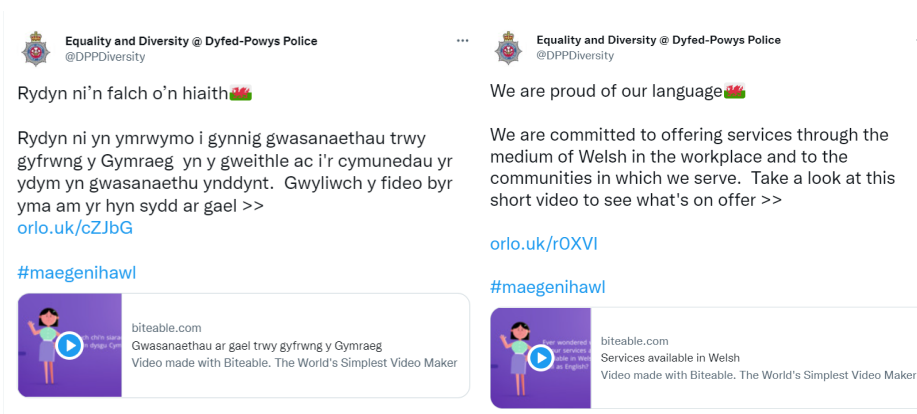 Equality and Diversity @ Dyfed-Powys Police
@DPPDiversity
Rydyn ni’n falch o’n hiaith
Rydyn ni yn ymrwymo i gynnig gwasanaethau trwy
gyfrwng y Gymraeg yn y gweithle ac i'r cymunedau yr
ydym yn gwasanaethu ynddynt. Gwyliwch y fideo byr
yma am yr hyn sydd ar gael >>
orlo.uk/cZJbG
#maegenihawl
biteable.com
Gwasanaethau ar gael trwy gyfrwng y Gymraeg
Video made with Biteable. The World's Simplest Video Maker
Equality and Diversity @ Dyfed-Powys Police
@DPPDiversity
We are proud of our language
We are committed to offering services through the
medium of Welsh in the workplace and to the
communities in which we serve. Take a look at this
short video to see what's on offer >>
orlo.uk/r0XVI
#maegenihawl
Ever wondered
services
as English?
biteable.com
Services available in Welsh
Video made with Biteable. The World's Simplest Video Maker